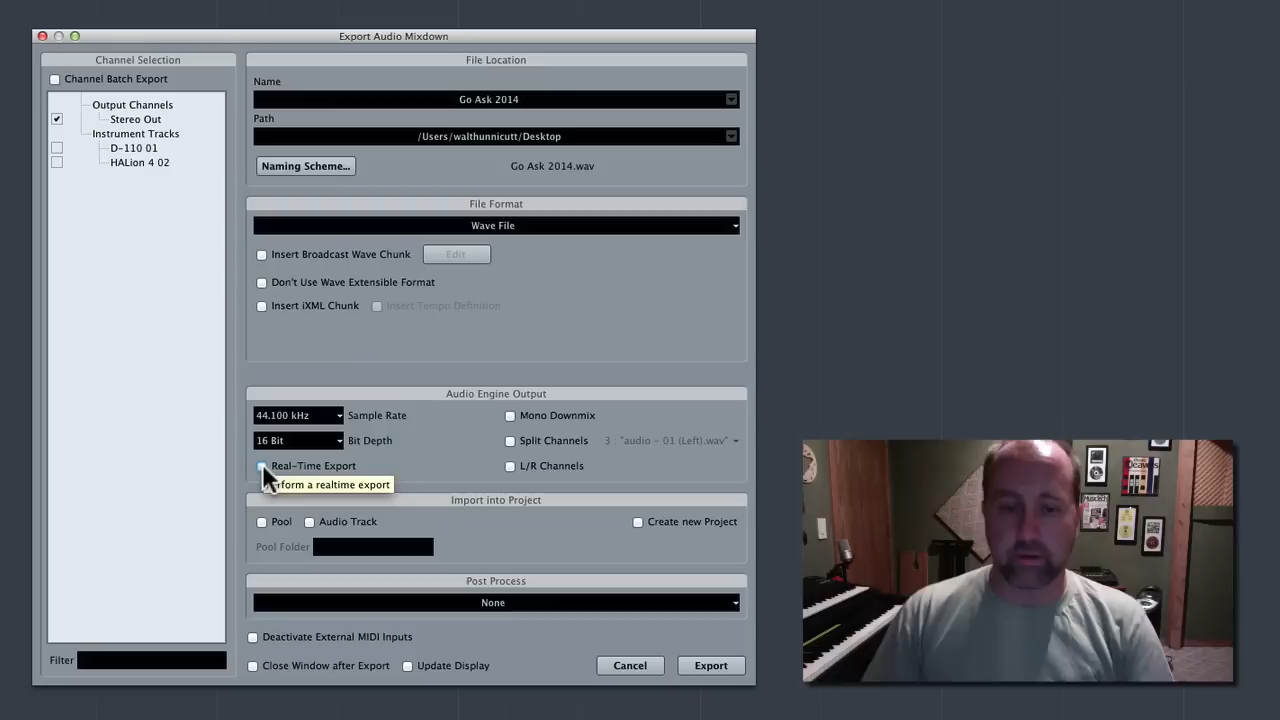 Export Audio Mixdown
Channel Selection
Channel Batch Export
Output Channels
Stereo Out
Instrument Tracks
D-110 01
HALion 4 02
Filter
File Location
Name
Go Ask 2014
Path
/Users/walthunnicutt/Desktop
Naming Scheme...
Go Ask 2014.wav
File Format
Wave File
Insert Broadcast Wave Chunk
Edit
Don't Use Wave Extensible Format
Insert iXML Chunk
Insert Tempo Definition
Audio Engine Output
44.100 kHz
Sample Rate
Mono Downmix
16 Bit
Bit Depth
Split Channels
3 : "audio - 01 (Left).wav"
Real-Time Export
L/R Channels
rform a realtime export
Import into Project
Pool
Audio Track
Create new Project
Pool Folder
Post Process
None
Deactivate External MIDI Inputs
Close Window after Export
Update Display
Cancel
Export